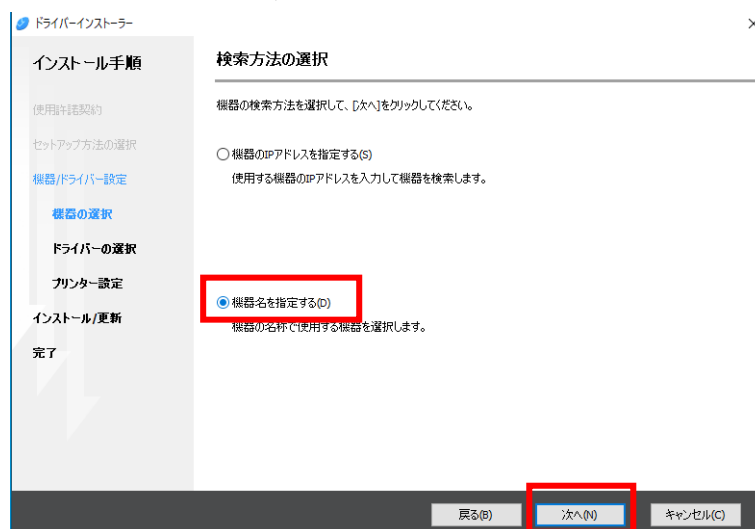 ドライバーインストーラー
インストール手順
検索方法の選択
使用許諾契約
機器の検索方法を選択して、[次へ]をクリックしてください。
セットアップ方法の選択
機器のIPアドレスを指定する(S)
機器/ドライバー設定
使用する機器のIPアドレスを入力して機器を検索します。
機器の選択
ドライバーの選択
プリンター設定
機器名を指定する(D)
インストール/更新
機器の名称で使用する機器を選択します。
完了
戻る(B)
次へ(N)
キャンセル(C)